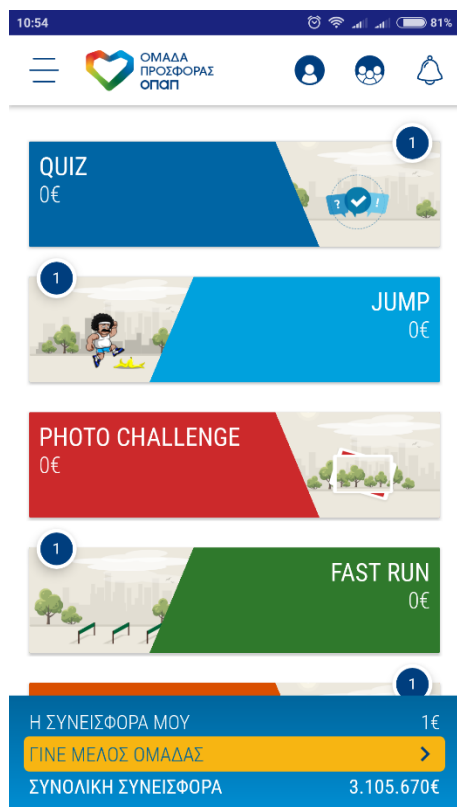 10:54
81%
ΟΜΑΔΑ
ΠΡΟΣΦΟΡΑΣ
οπαπ
1
QUIZ
0€
? !
1
JUMP
0€
PHOTO CHALLENGE
0€
1
FAST RUN
0€
1
Η ΣΥΝΕΙΣΦΟΡΑ ΜΟΥ 1€
ΓΙΝΕ ΜΕΛΟΣ ΟΜΑΔΑΣ
ΣΥΝΟΛΙΚΗ ΣΥΝΕΙΣΦΟΡΑ 3.105.670€